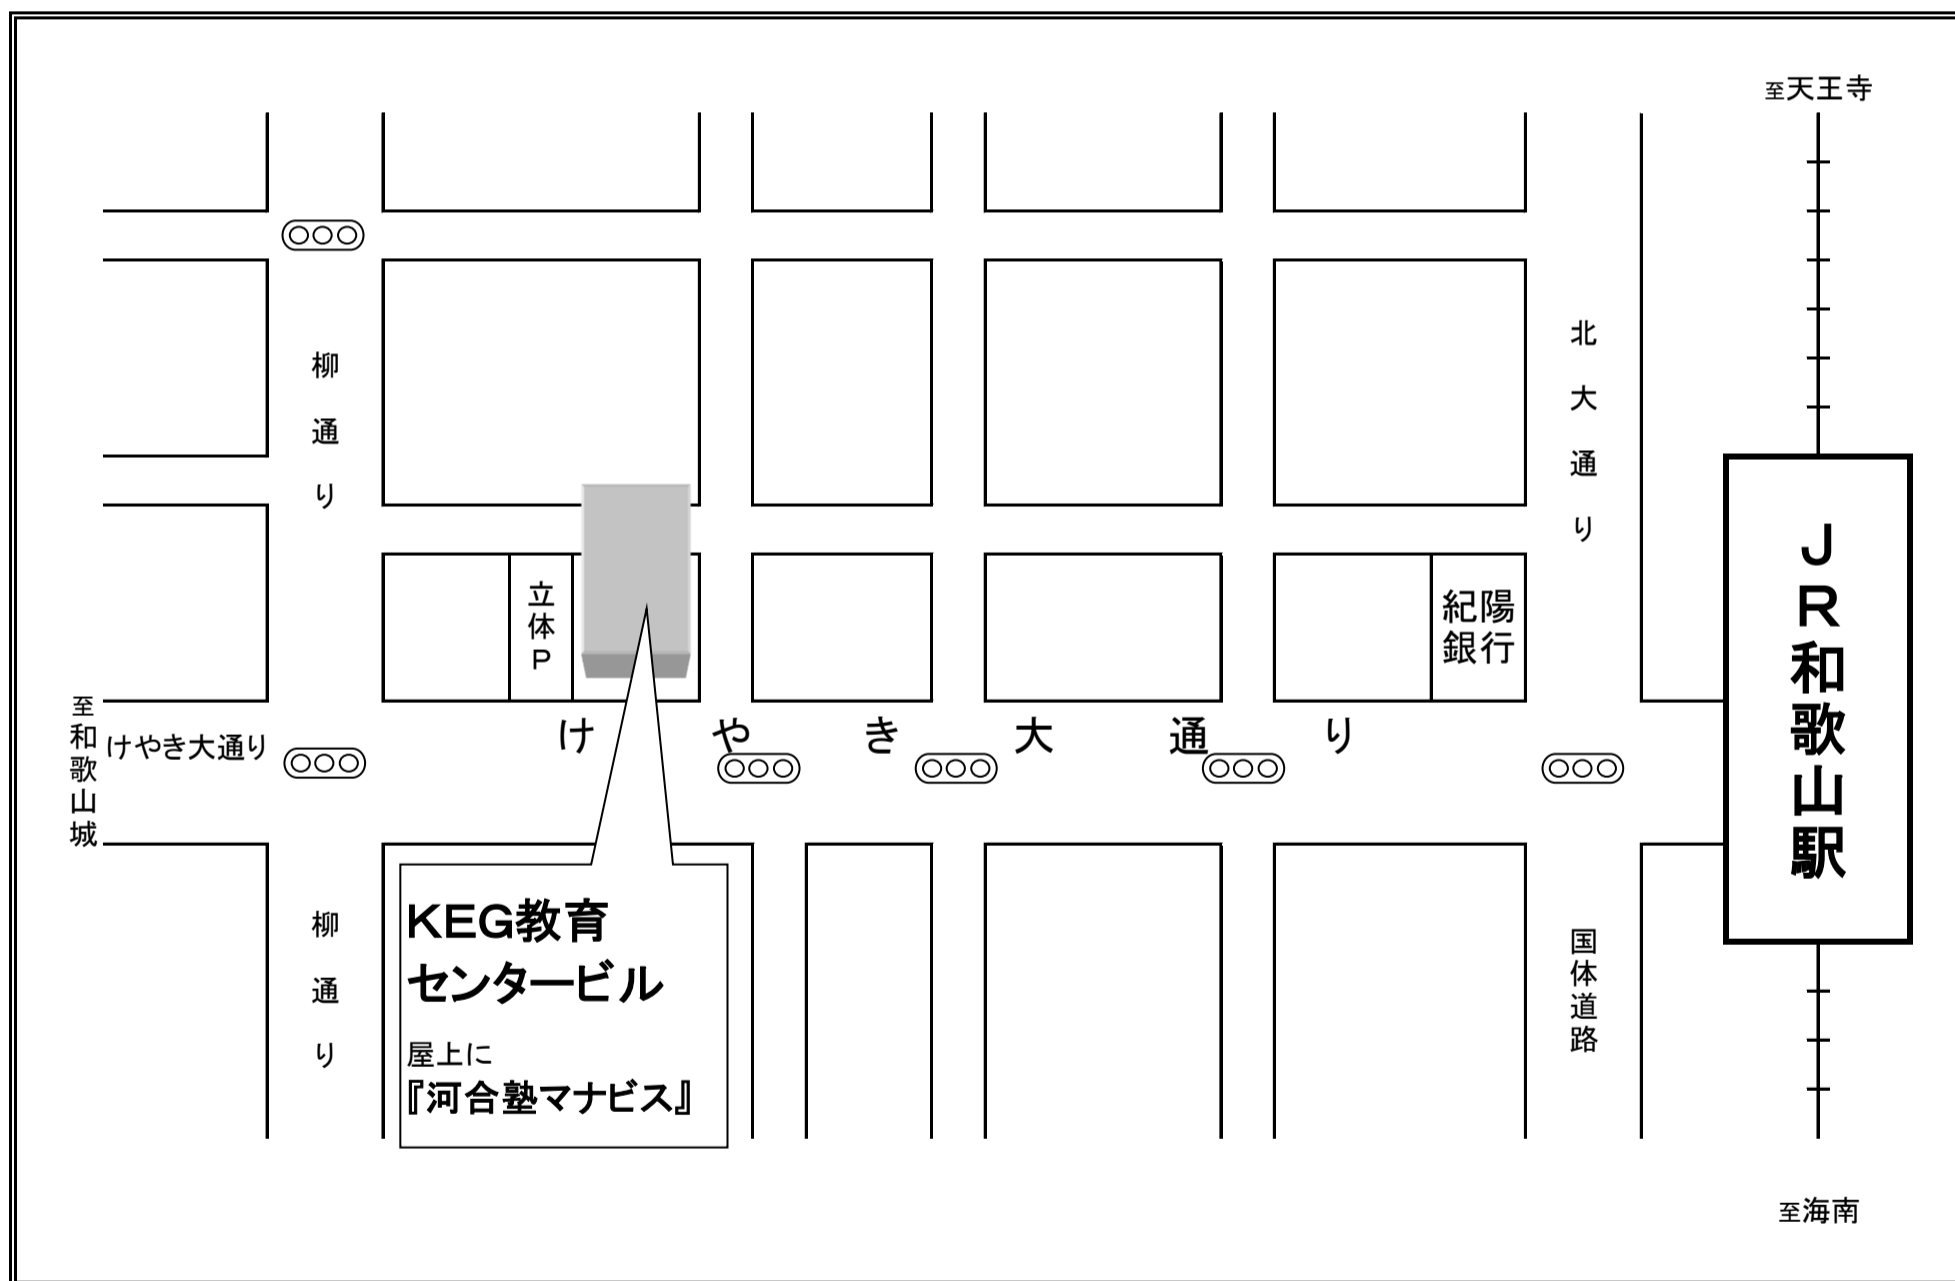 至天王寺
柳通り
北大通り
JR和歌山駅
立体P
紀陽
銀行
至和歌山城
けやき大通り
けやき大通り
KEG教育
センタービル
屋上に
『河合塾マナビス』
柳通り
国体道路
至海南